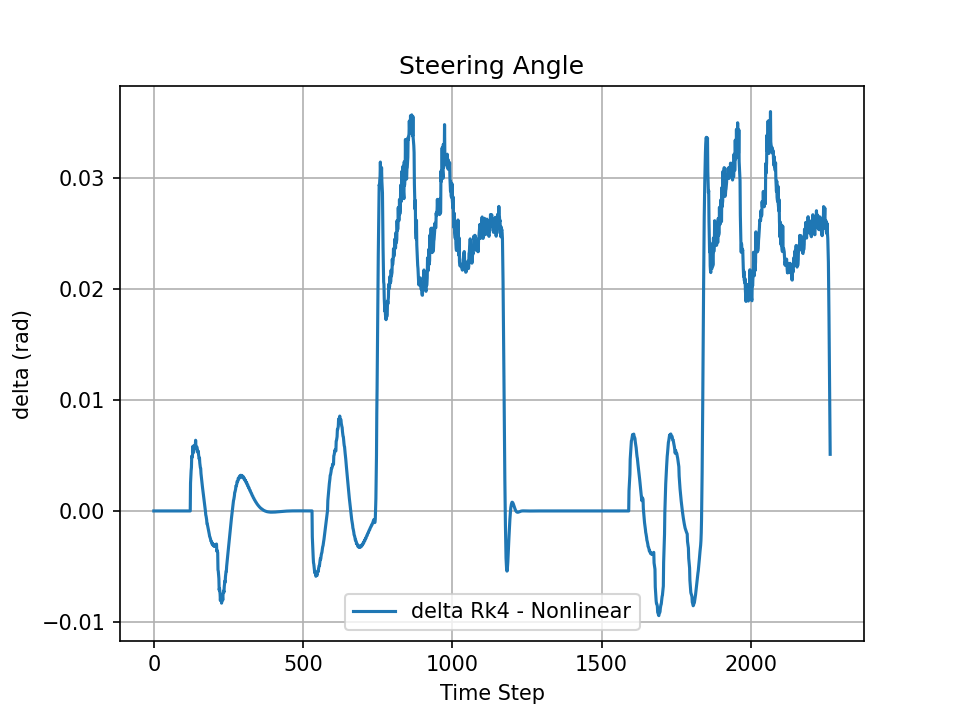 Steering Angle
delta (rad)
0.03
0.02
0.01
0.00
−0.01
delta Rk4 - Nonlinear
0 500 1000 1500 2000
Time Step